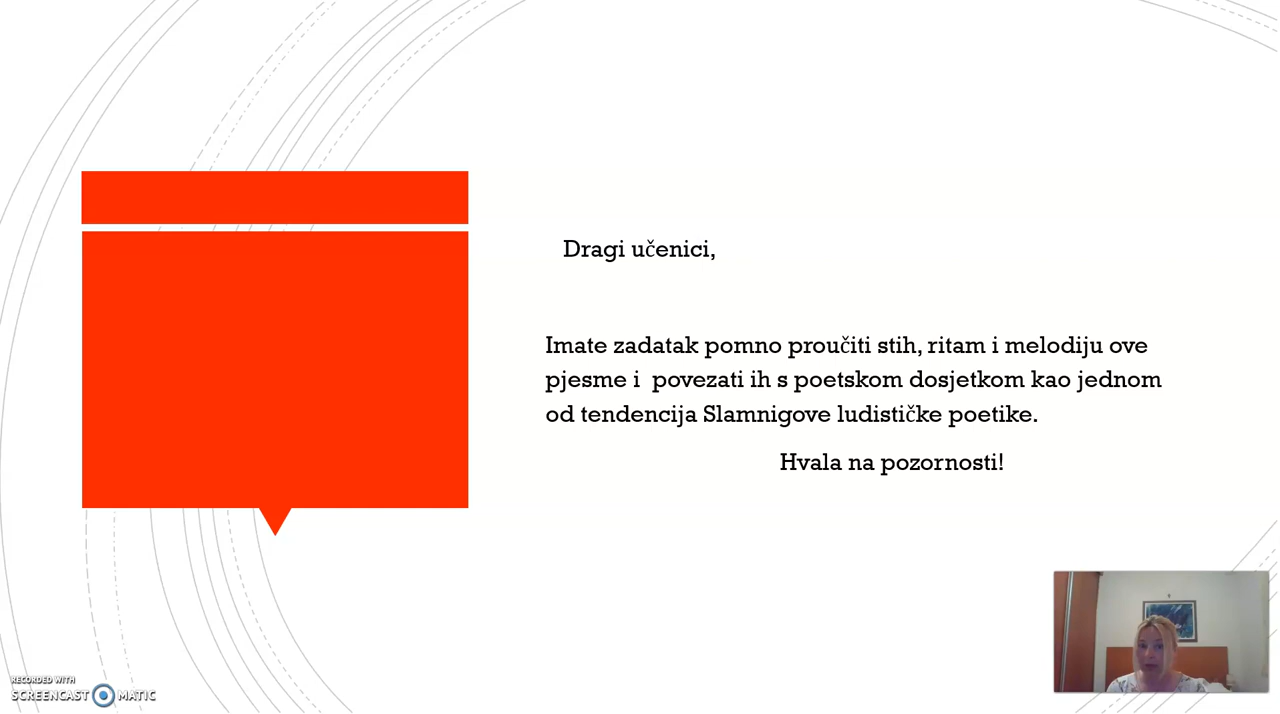 Dragi učenici,
Imate zadatak pomno proučiti stih, ritam i melodiju ove
pjesme i  povezati ih s poetskom dosjetkom kao jednom
od tendencija Slamnigove ludističke poetike.
Hvala na pozornosti!
RECORDED WITH
SCREENCAST MATIC